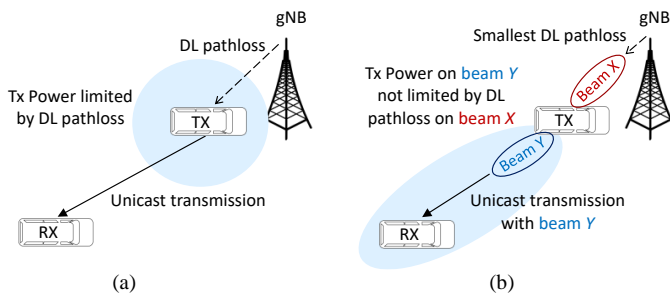 gNB
DL pathloss
Tx Power limited
by DL pathloss
TX
Unicast transmission
RX
(a)
gNB
Smallest DL pathloss
Beam X
Tx Power on beam Y
not limited by DL
pathloss on beam X
TX
Beam Y
Unicast transmission
with beam Y
RX
(b)